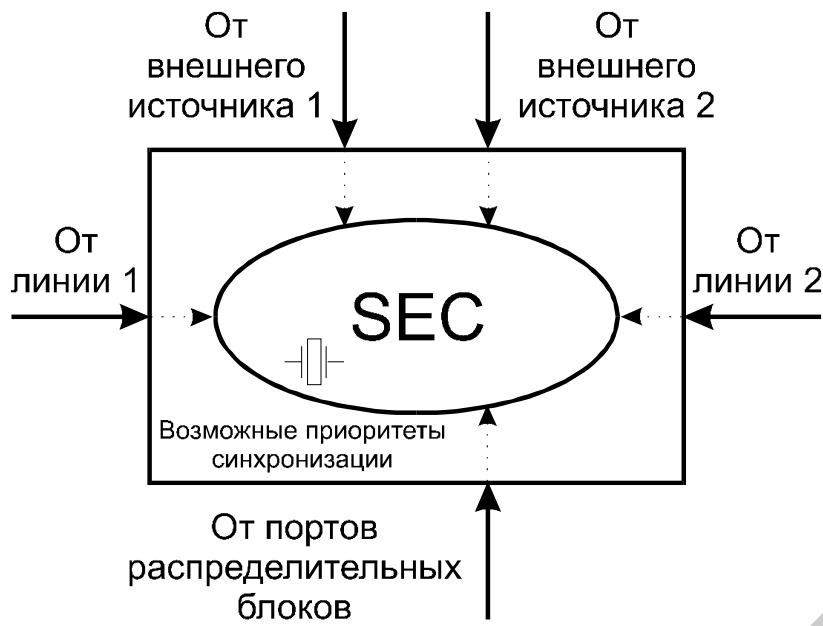 От
внешнего
источника 1
От
внешнего
источника 2
От
линии 1
От
линии 2
SEC
Возможные приоритеты
синхронизации
От портов
распределительных
блоков